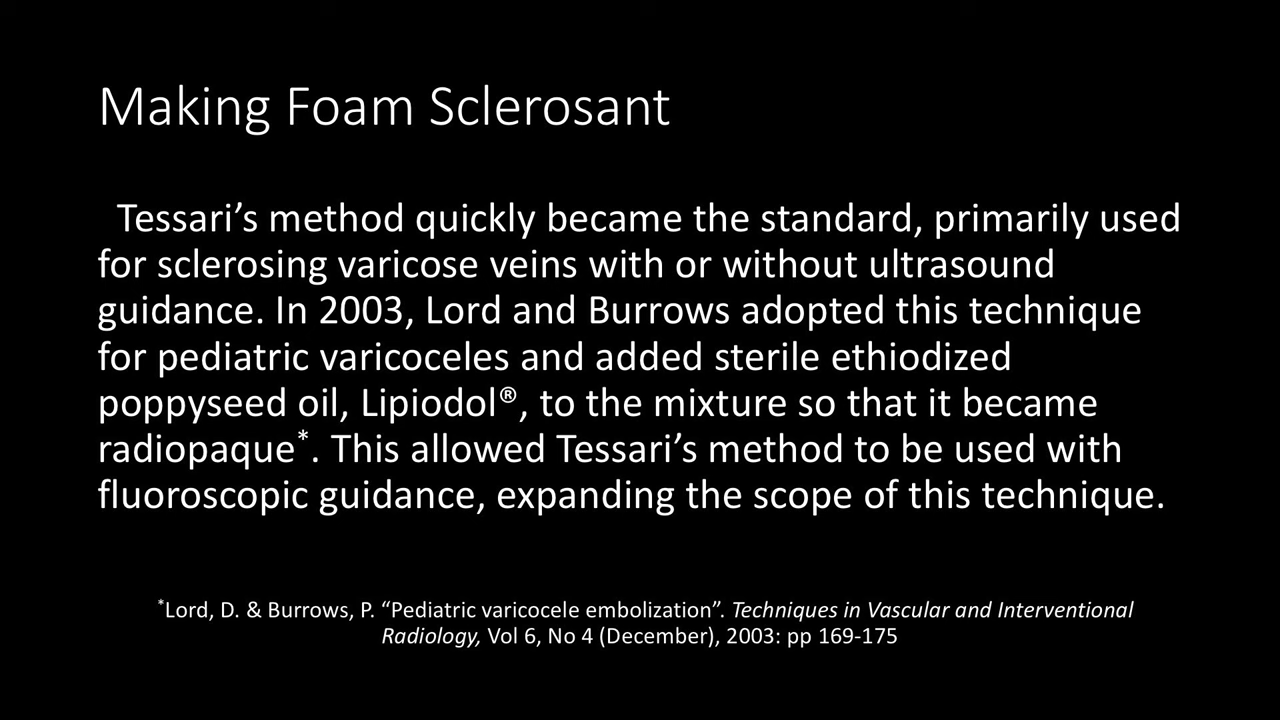 Making Foam Sclerosant
Tessari’s method quickly became the standard, primarily used
for sclerosing varicose veins with or without ultrasound
guidance. In 2003, Lord and Burrows adopted this technique
for pediatric varicoceles and added sterile ethiodized
poppyseed oil, Lipiodol®, to the mixture so that it became
radiopaque*. This allowed Tessari’s method to be used with
fluoroscopic guidance, expanding the scope of this technique.
*Lord, D. & Burrows, P. “Pediatric varicocele embolization”. Techniques in Vascular and Interventional
Radiology, Vol 6, No 4 (December), 2003: pp 169-175